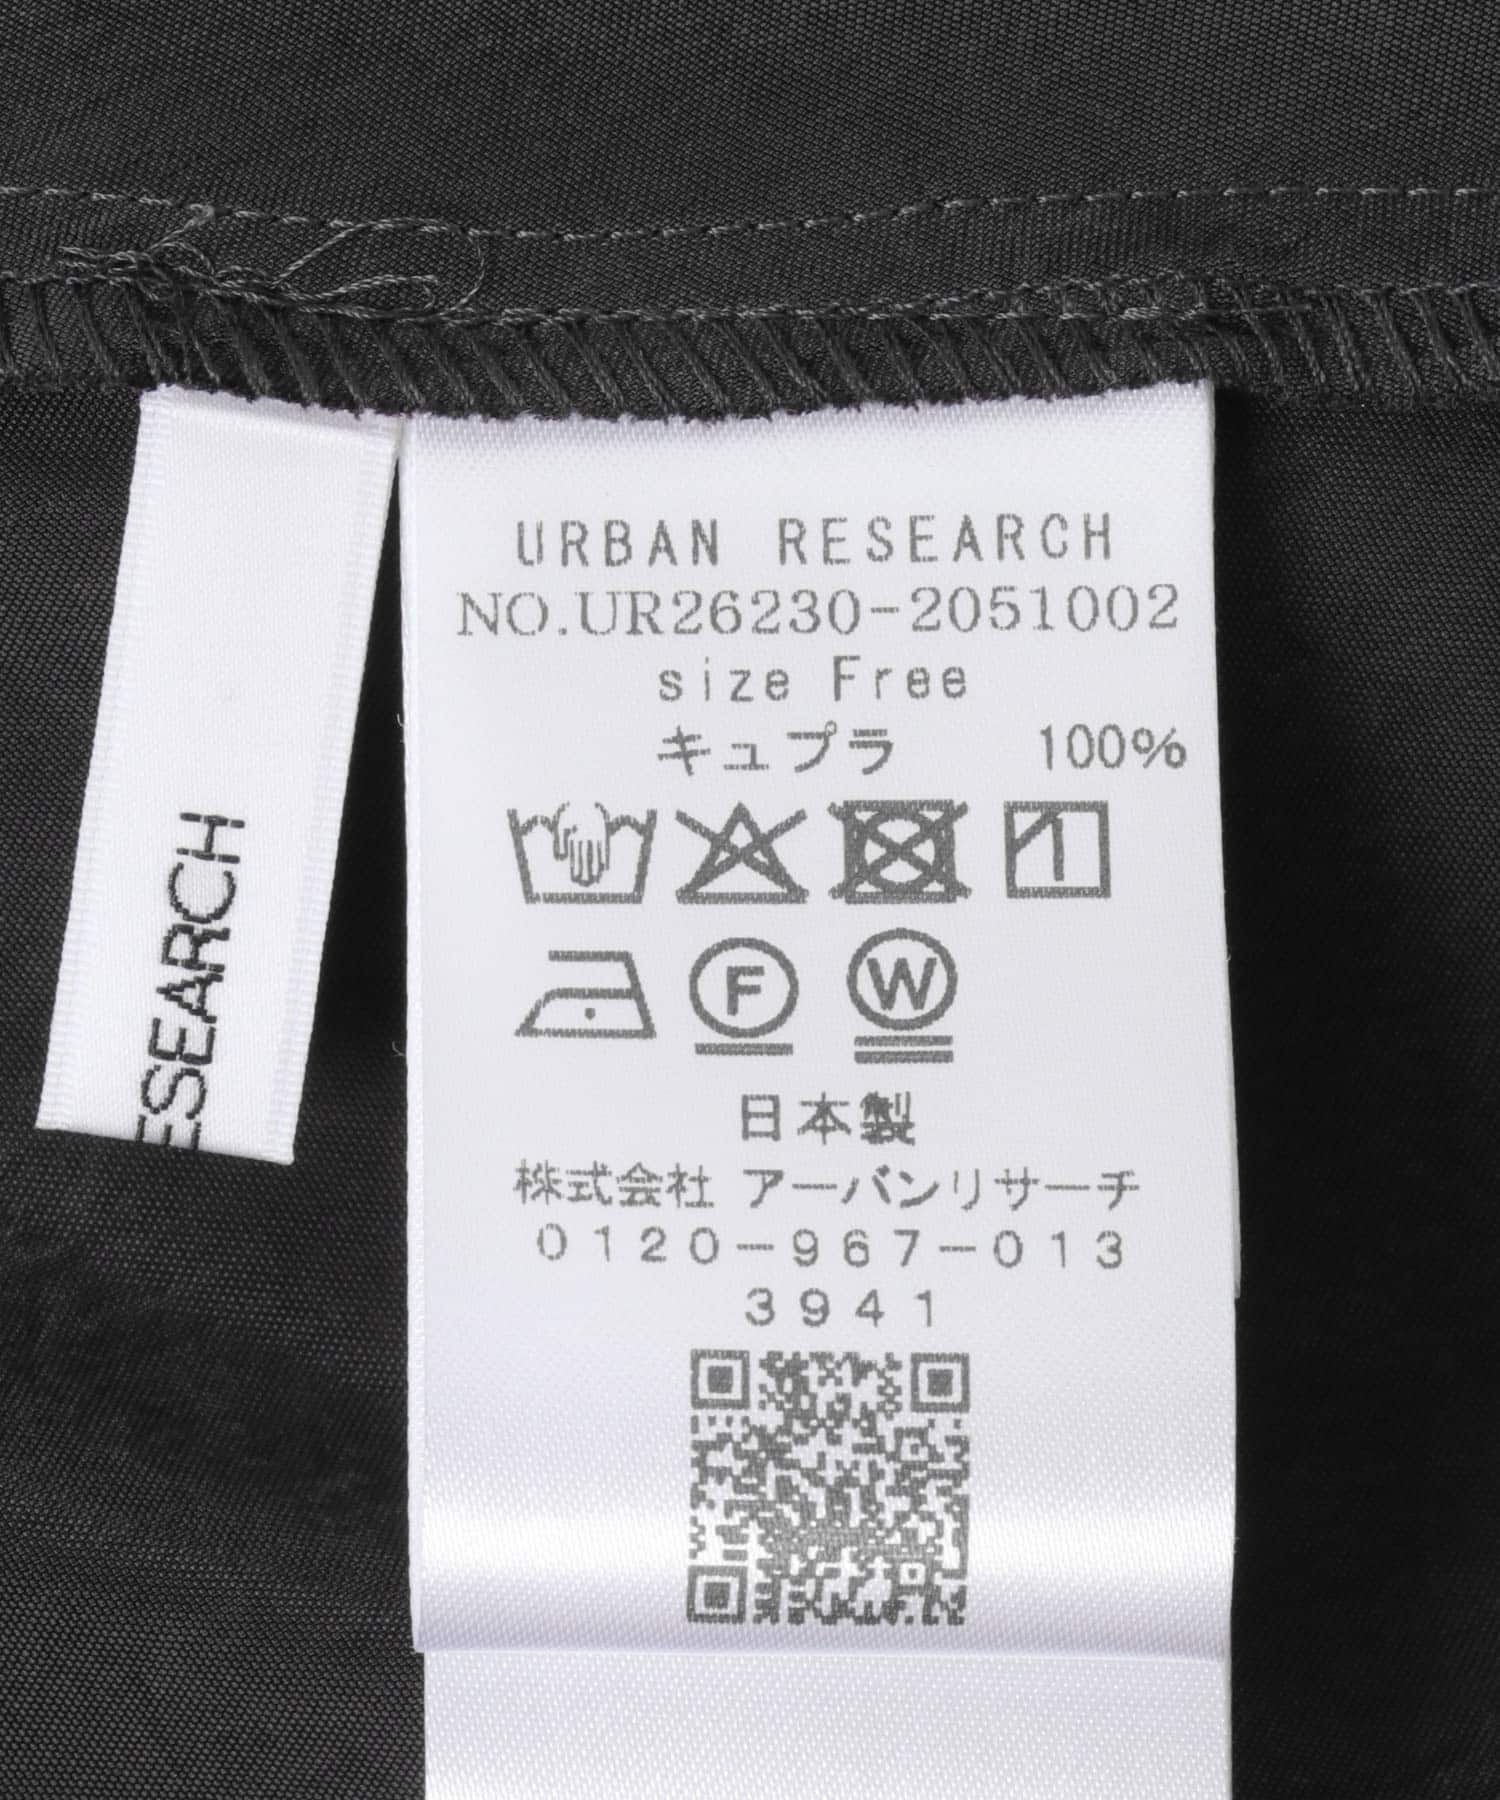 URBAN RESEARCH
NO.UR26230-2051002
size Free
キュプラ 100%
F W
日本製
株式会社 アーバンリサーチ
0120-967-013
3941
ESEARCH